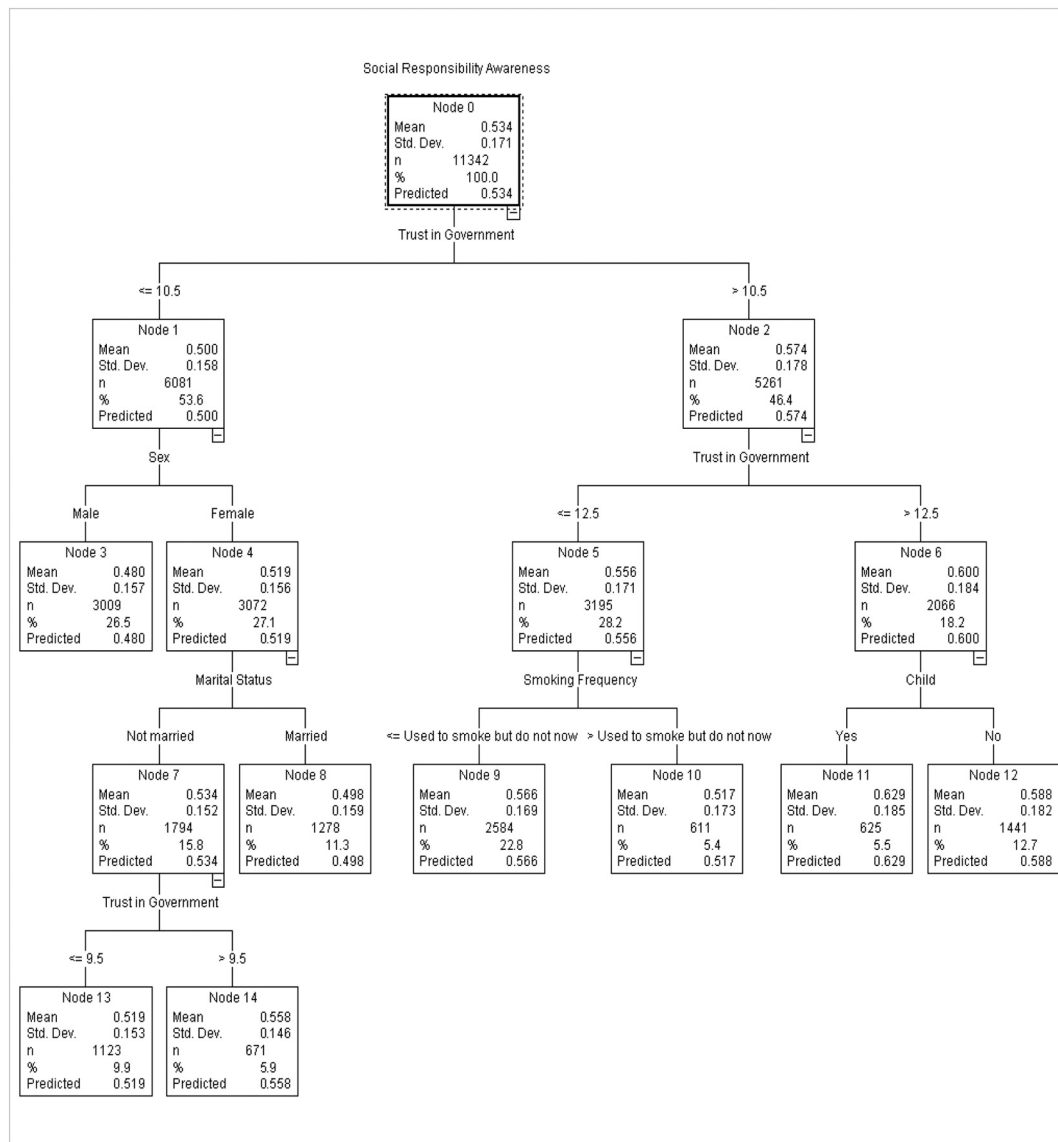 Social Responsibility Awareness
Node 0
Mean 0.534
Std. Dev. 0.171
n 11342
% 100.0
Predicted 0.534
Trust in Government
<= 10.5
> 10.5
Node 1
Mean 0.500
Std. Dev. 0.158
n 6081
% 53.6
Predicted 0.500
Node 2
Mean 0.574
Std. Dev. 0.178
n 5261
% 46.4
Predicted 0.574
Sex
Trust in Government
Male
Female
<= 12.5
> 12.5
Node 3
Mean 0.480
Std. Dev. 0.157
n 3009
% 26.5
Predicted 0.480
Node 4
Mean 0.519
Std. Dev. 0.156
n 3072
% 27.1
Predicted 0.519
Node 5
Mean 0.556
Std. Dev. 0.171
n 3195
% 28.2
Predicted 0.556
Node 6
Mean 0.600
Std. Dev. 0.184
n 2066
% 18.2
Predicted 0.600
Marital Status
Smoking Frequency
Child
Not married
Married
<= Used to smoke but do not now
> Used to smoke but do not now
Yes
No
Node 7
Mean 0.534
Std. Dev. 0.152
n 1794
% 15.8
Predicted 0.534
Node 8
Mean 0.498
Std. Dev. 0.159
n 1278
% 11.3
Predicted 0.498
Node 9
Mean 0.566
Std. Dev. 0.169
n 2584
% 22.8
Predicted 0.566
Node 10
Mean 0.517
Std. Dev. 0.173
n 611
% 5.4
Predicted 0.517
Node 11
Mean 0.629
Std. Dev. 0.185
n 625
% 5.5
Predicted 0.629
Node 12
Mean 0.588
Std. Dev. 0.182
n 1441
% 12.7
Predicted 0.588
Trust in Government
<= 9.5
> 9.5
Node 13
Mean 0.519
Std. Dev. 0.153
n 1123
% 9.9
Predicted 0.519
Node 14
Mean 0.558
Std. Dev. 0.146
n 671
% 5.9
Predicted 0.558